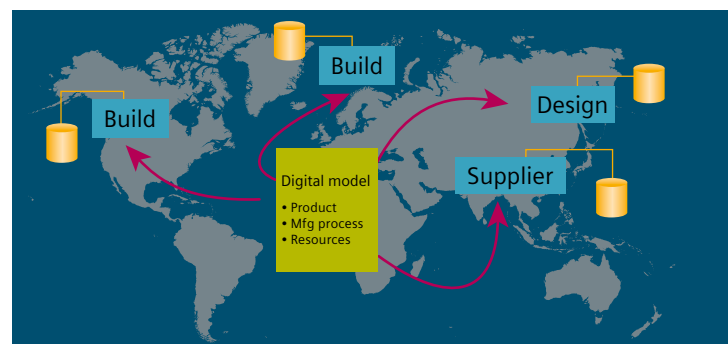 Build
Build
Design
Supplier
Digital model
• Product
• Mfg process
• Resources